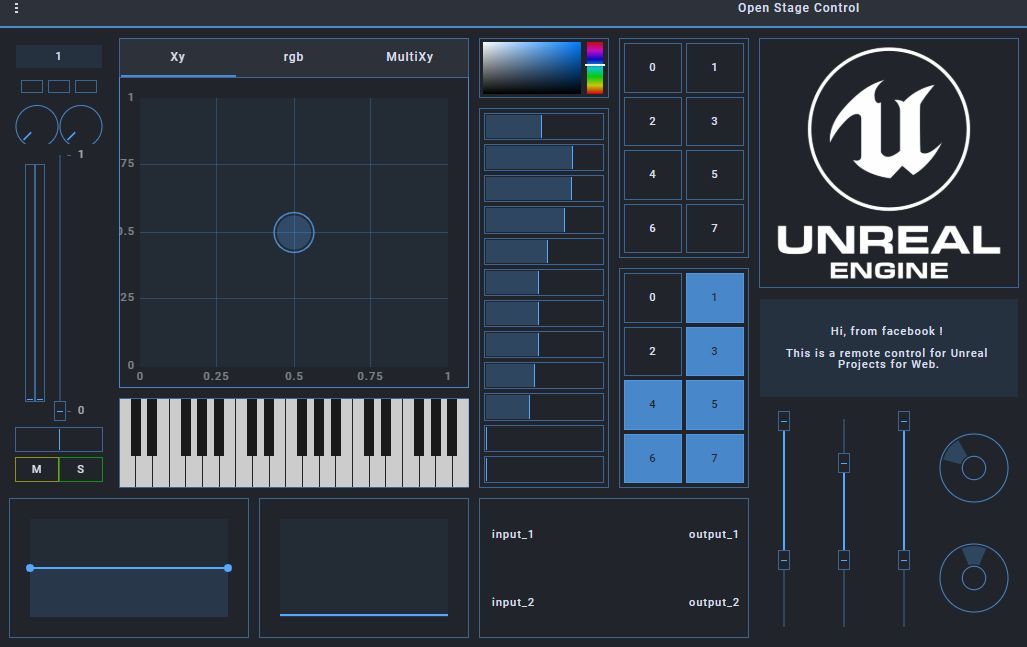 Open Stage Control
1
Xy rgb MultiXy
1
75
0.5
25
0
0 0.25 0.5 0.75 1
1
0
M S
0 1
2 3
4 5
6 7
0 1
2 3
4 5
6 7
UNREAL
ENGINE
Hi, from facebook !
This is a remote control for Unreal
Projects for Web.
input_1 output_1
input_2 output_2